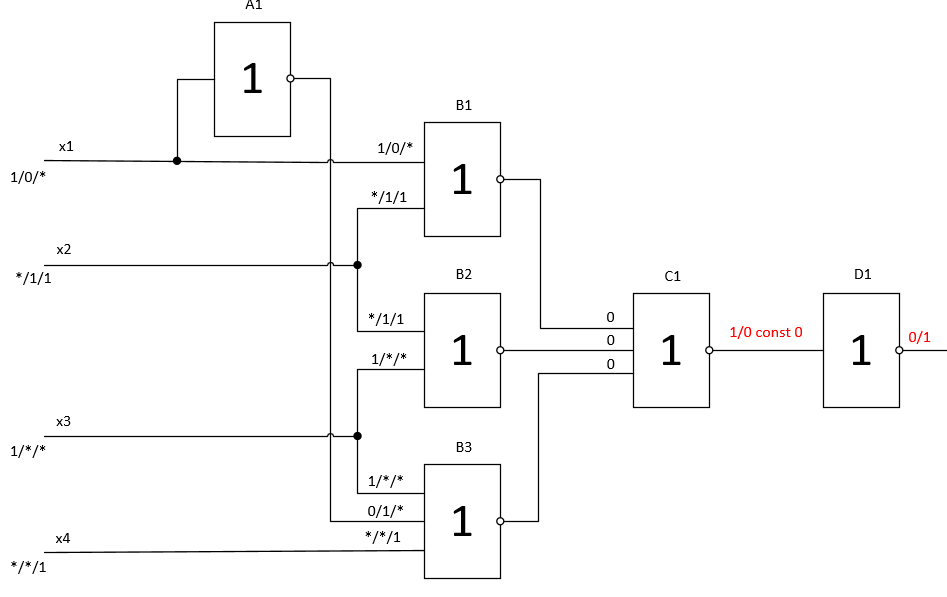 A1
1
B1
x1
1/0/*
1/0/*
1
*/1/1
x2
*/1/1
B2
C1
D1
*/1/1
0
1/0 const 0
0/1
0
1
1
1
1/*/*
0
x3
1/*/*
B3
1/*/*
0/1/*
1
*/*/1
x4
*/*/1